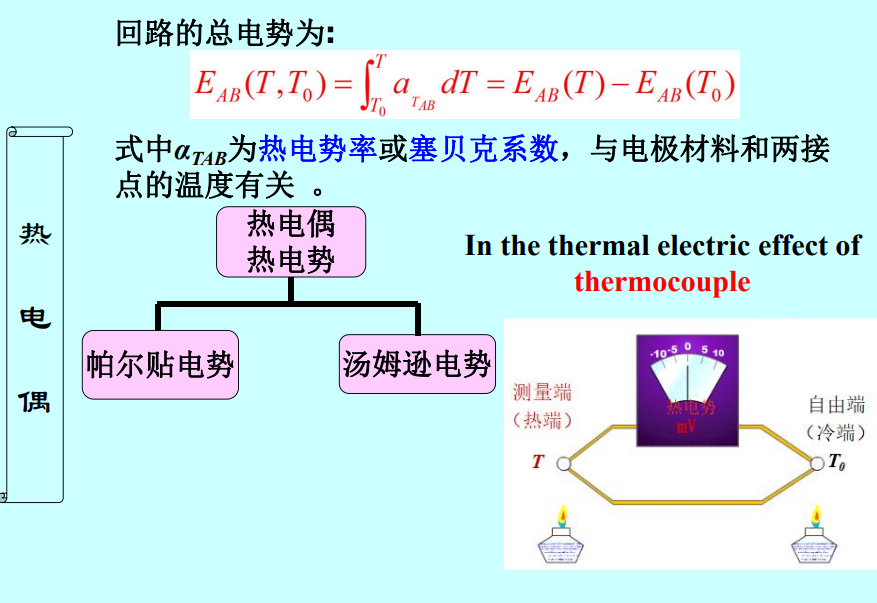 回路的总电势为:
E_{AB}(T,T_0) = \int_{T_0}^{T} a_{T_{AB}} dT = E_{AB}(T) − E_{AB}(T_0)
式中α_{TAB}为热电势率或塞贝克系数，与电极材料和两接
点的温度有关 。
热
电
偶
热电偶
热电势
帕尔贴电势
汤姆逊电势
In the thermal electric effect of
thermocouple
-10 -5 0 5 10
热电势
mV
测量端
（热端）
T
自由端
（冷端）
T_0